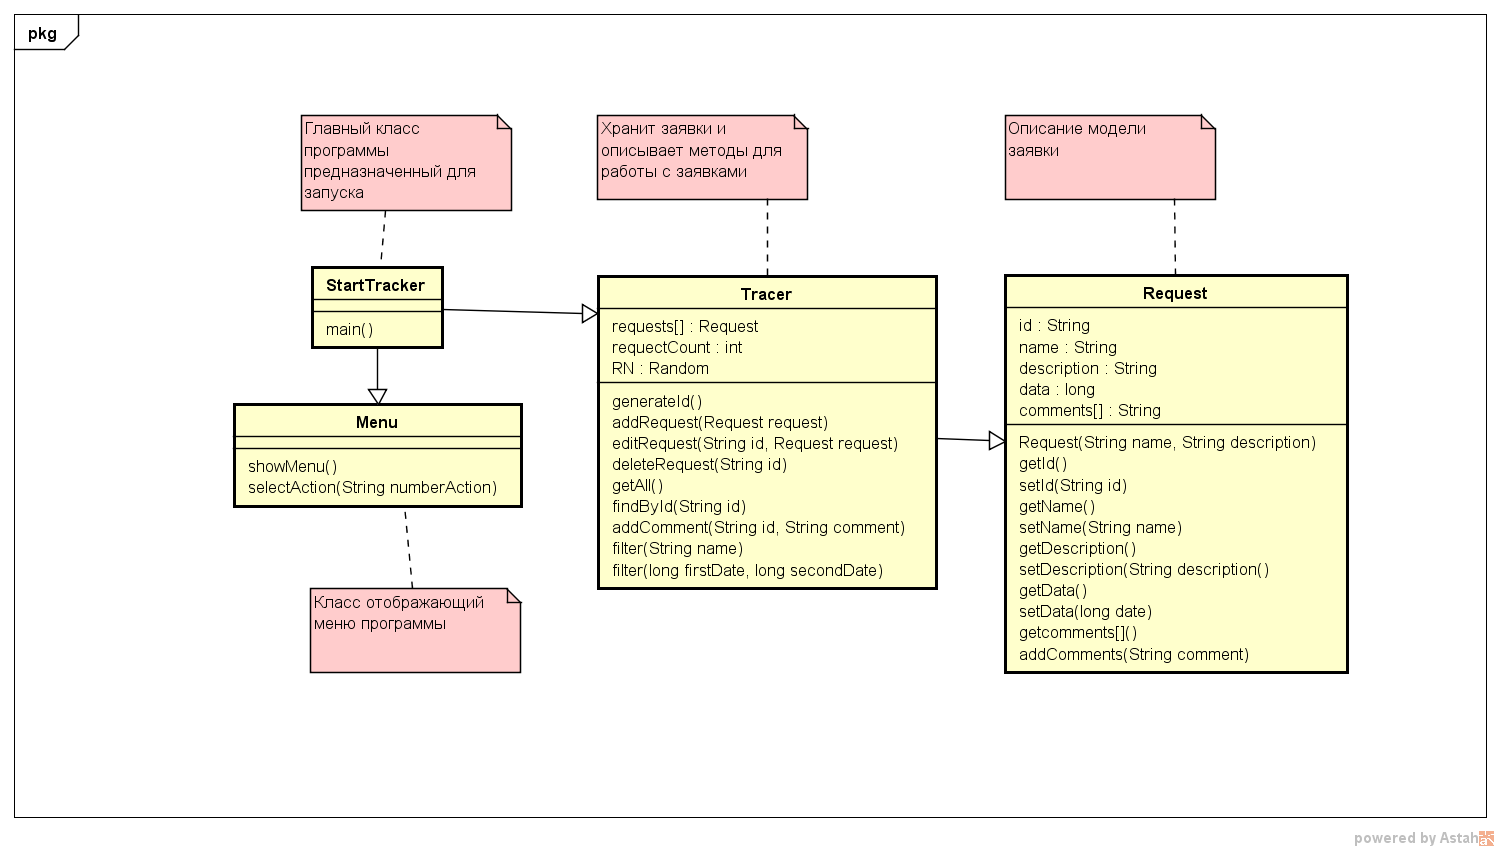 pkg
Главный класс
программы
предназначенный для
запуска
Хранит заявки и
описывает методы для
работы с заявками
Описание модели
заявки
StartTracker
main()
Menu
showMenu()
selectAction(String numberAction)
Класс отображающий
меню программы
Tracer
requests[] : Request
requectCount : int
RN : Random
generateId()
addRequest(Request request)
editRequest(String id, Request request)
deleteRequest(String id)
getAll()
findById(String id)
addComment(String id, String comment)
filter(String name)
filter(long firstDate, long secondDate)
Request
id : String
name : String
description : String
data : long
comments[] : String
Request(String name, String description)
getId()
setId(String id)
getName()
setName(String name)
getDescription()
setDescription(String description()
getData()
setData(long date)
getcomments[]()
addComments(String comment)
powered by Astah